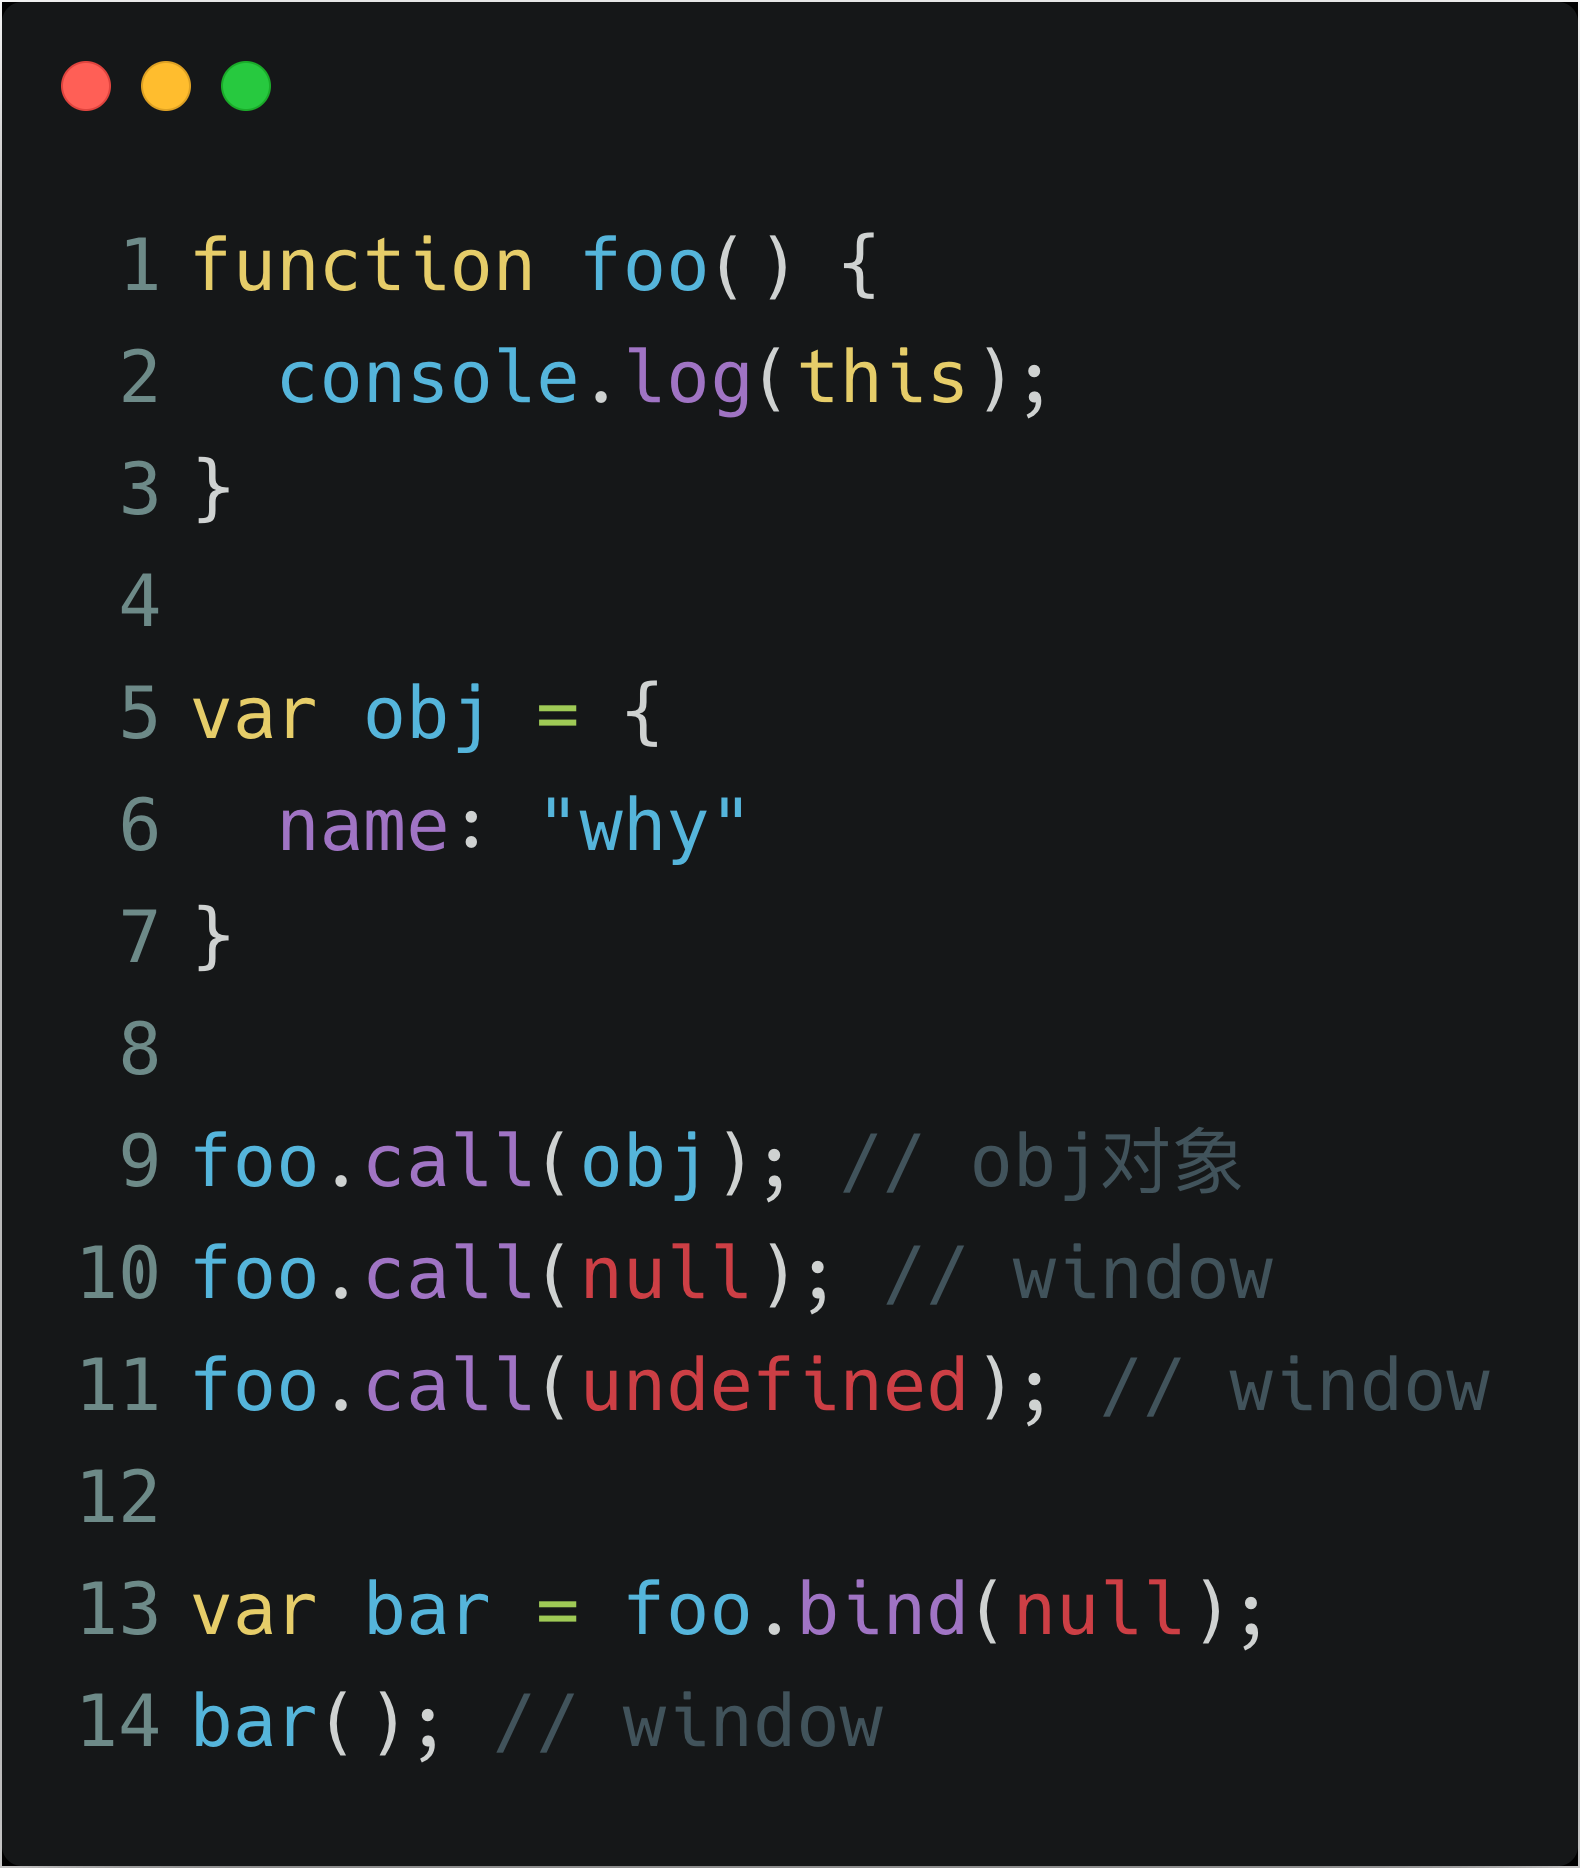 1 function foo() {
2   console.log(this);
3 }
4
5 var obj = {
6   name: "why"
7 }
8
9 foo.call(obj); // obj对象
10 foo.call(null); // window
11 foo.call(undefined); // window
12
13 var bar = foo.bind(null);
14 bar(); // window